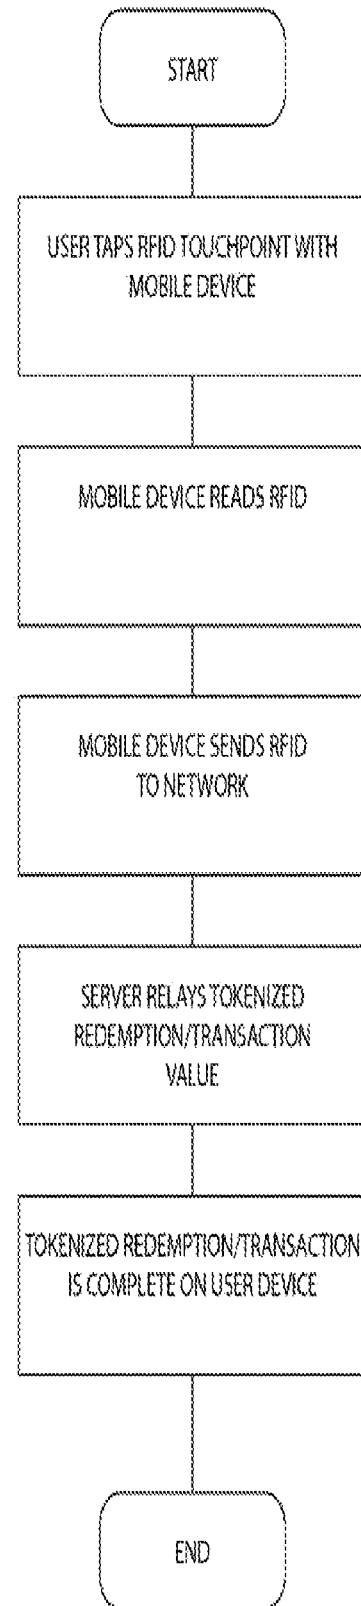 START
USER TAPS RFID TOUCHPOINT WITH
MOBILE DEVICE
MOBILE DEVICE READS RFID
MOBILE DEVICE SENDS RFID
TO NETWORK
SERVER RELAYS TOKENIZED
REDEMPTION/TRANSACTION
VALUE
TOKENIZED REDEMPTION/TRANSACTION
IS COMPLETE ON USER DEVICE
END